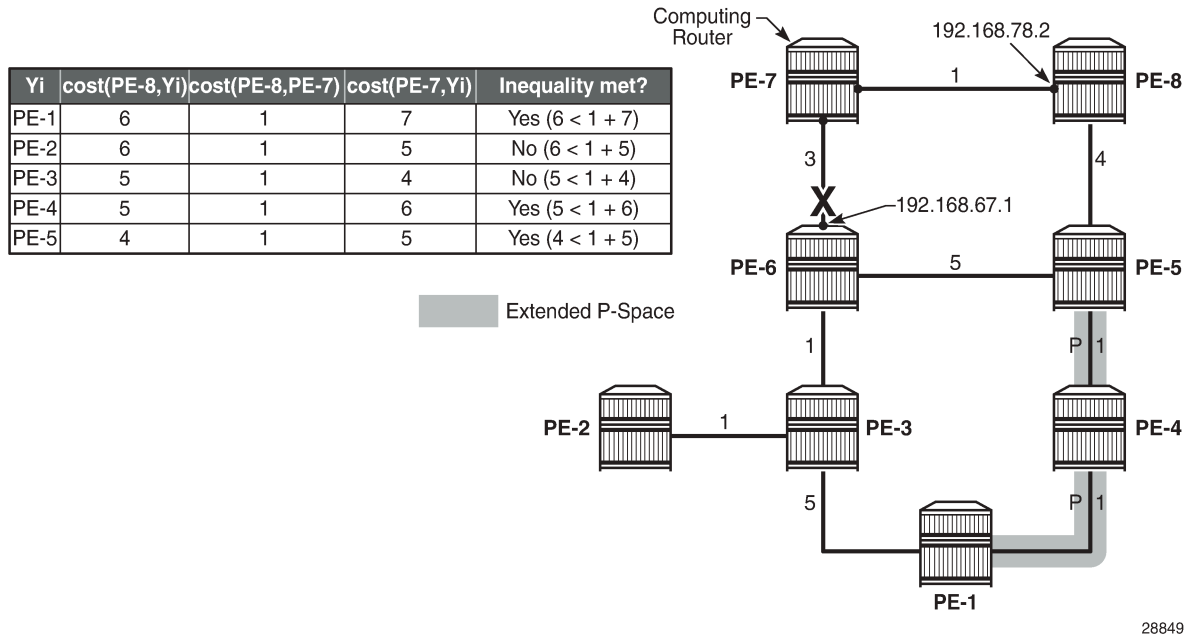 Yi cost(PE-8,Yi) cost(PE-8,PE-7) cost(PE-7,Yi) Inequality met?
PE-1 6 1 7 Yes (6 < 1 + 7)
PE-2 6 1 5 No (6 < 1 + 5)
PE-3 5 1 4 No (5 < 1 + 4)
PE-4 5 1 6 Yes (5 < 1 + 6)
PE-5 4 1 5 Yes (4 < 1 + 5)
Computing
Router
192.168.78.2
PE-7
1
PE-8
3
4
X
192.168.67.1
PE-6
5
PE-5
Extended P-Space
1
P 1
PE-2
1
PE-3
PE-4
5
P 1
PE-1
28849